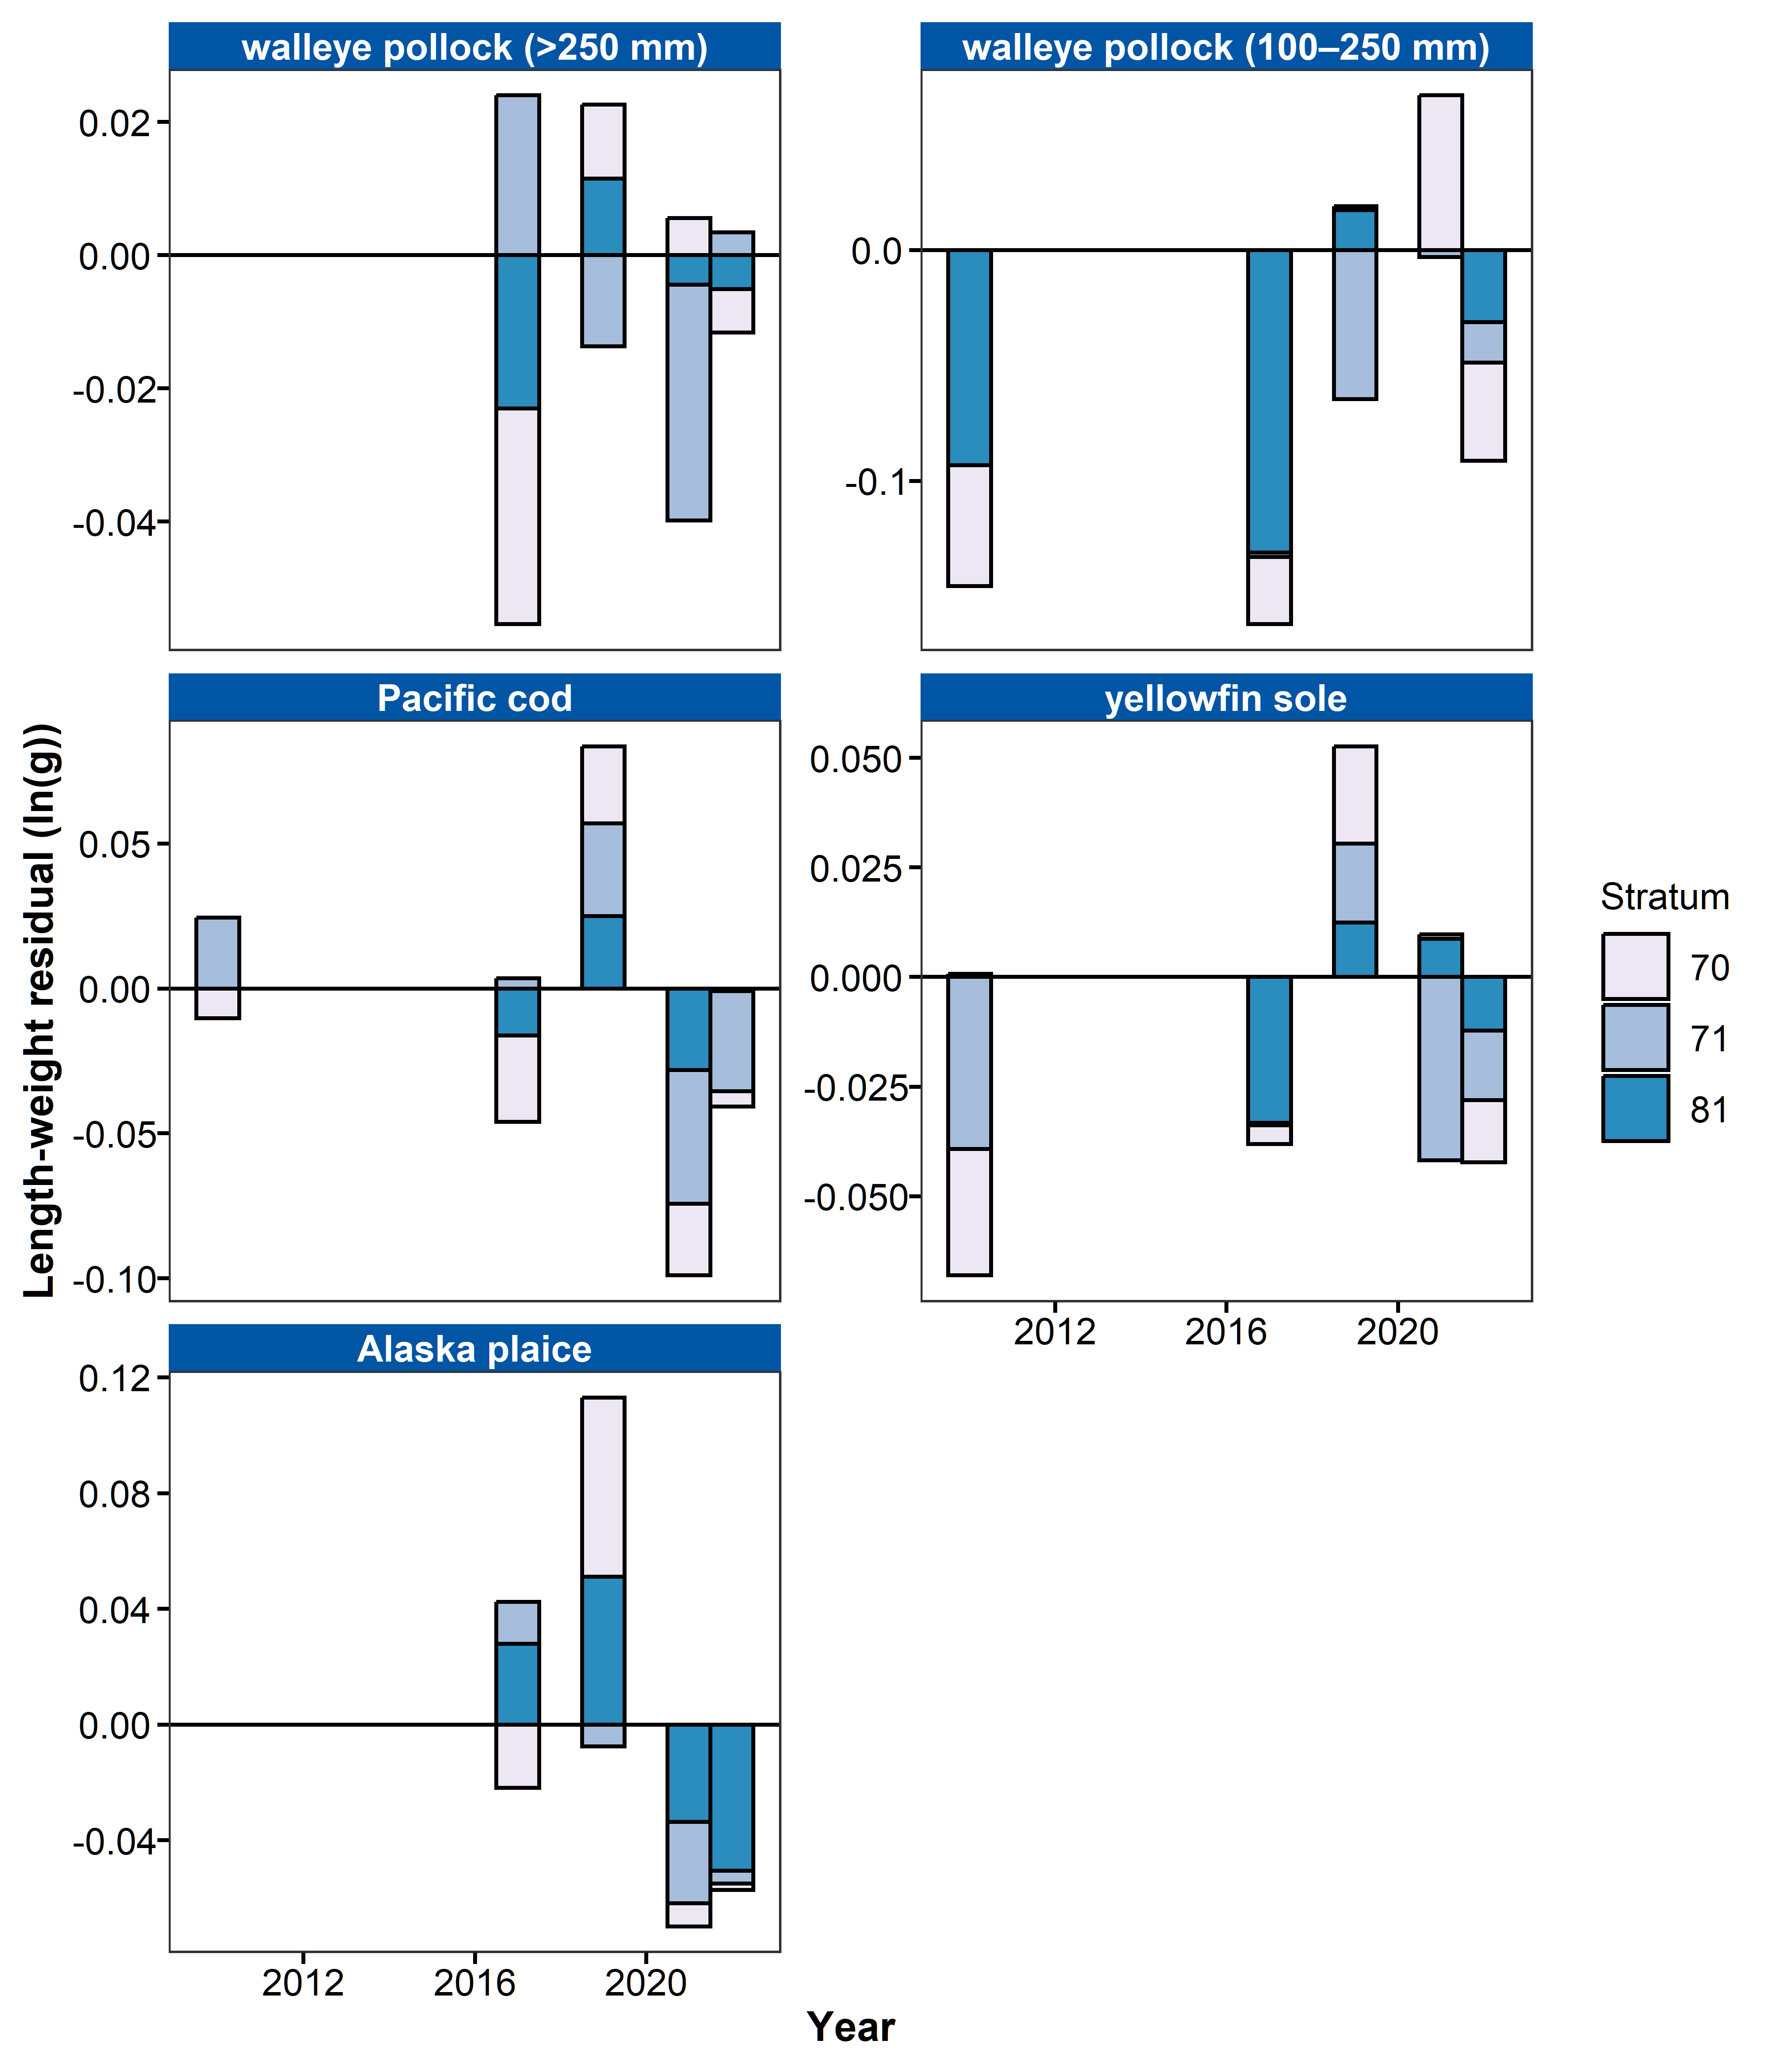 walleye pollock (>250 mm)
walleye pollock (100–250 mm)
0.02
0.00
-0.02
-0.04
0.0
-0.1
Pacific cod
yellowfin sole
0.05
0.00
-0.05
-0.10
0.050
0.025
0.000
-0.025
-0.050
2012 2016 2020
Alaska plaice
0.12
0.08
0.04
0.00
-0.04
2012 2016 2020
Length-weight residual (ln(g))
Year
Stratum
70
71
81